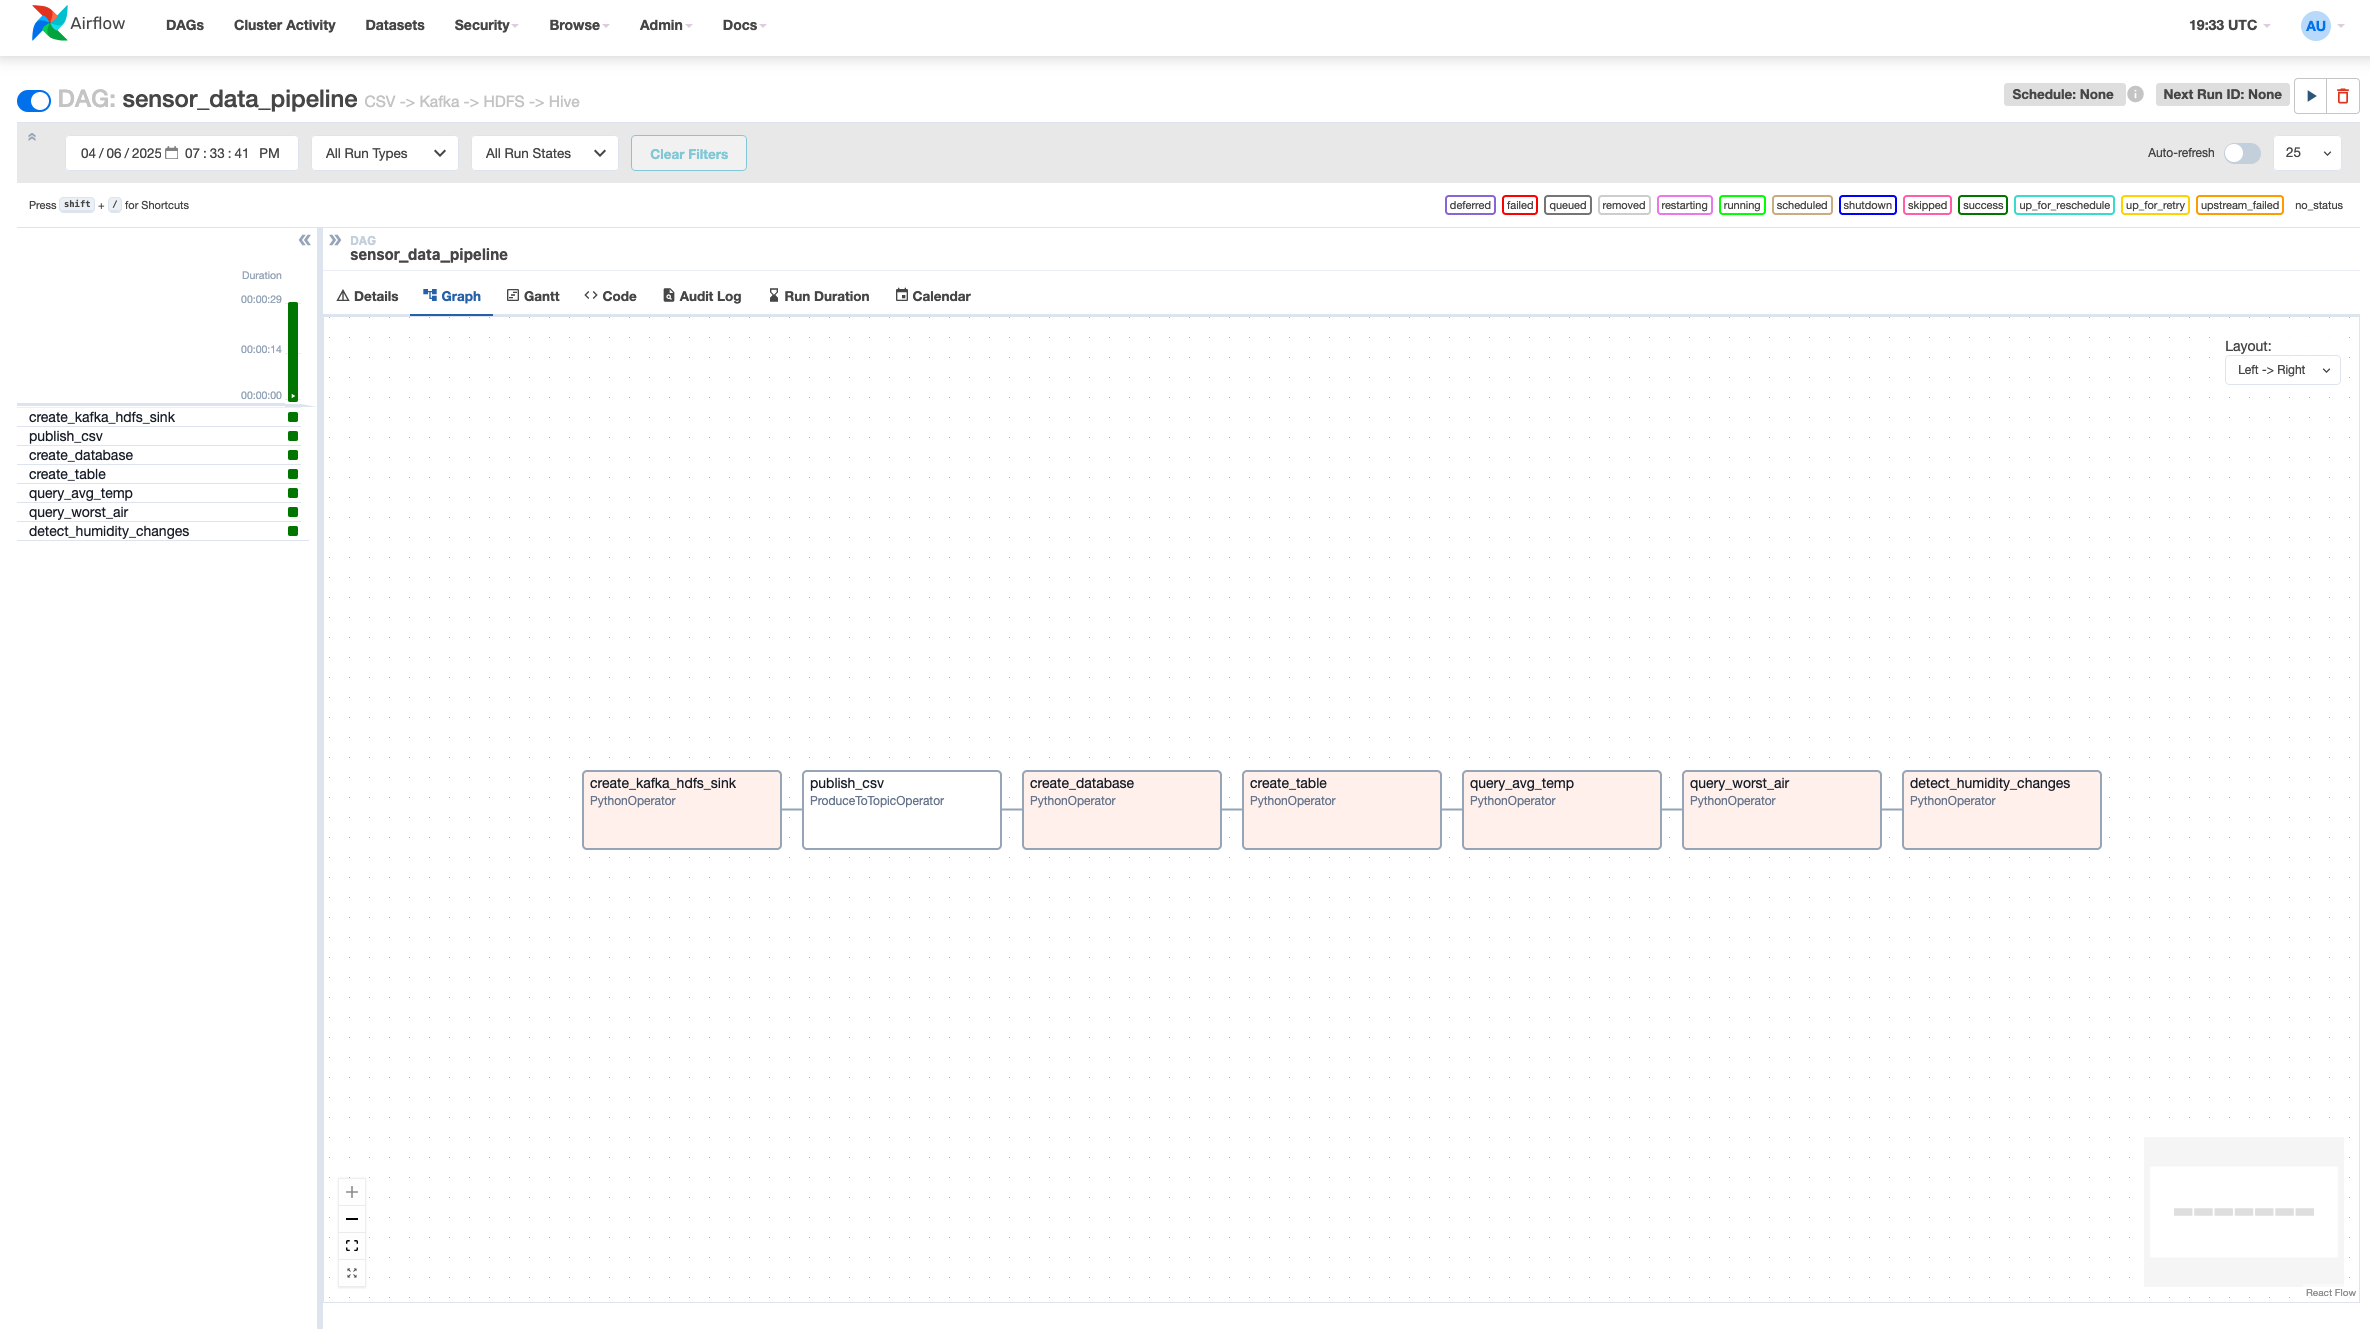 Airflow DAGs Cluster Activity Datasets Security Browse Admin Docs 19:33 UTC AU
DAG: sensor_data_pipeline CSV -> Kafka -> HDFS -> Hive Schedule: None i Next Run ID: None
04 / 06 / 2025 07 : 33 : 41 PM All Run Types All Run States Clear Filters Auto-refresh 25
Press shift + / for Shortcuts deferred failed queued removed restarting running scheduled shutdown skipped success up_for_reschedule up_for_retry upstream_failed no_status
DAG
sensor_data_pipeline
Duration
00:00:29
00:00:14
00:00:00
create_kafka_hdfs_sink
publish_csv
create_database
create_table
query_avg_temp
query_worst_air
detect_humidity_changes
Details Graph Gantt Code Audit Log Run Duration Calendar
Layout:
Left -> Right
create_kafka_hdfs_sink
PythonOperator
publish_csv
ProduceToTopicOperator
create_database
PythonOperator
create_table
PythonOperator
query_avg_temp
PythonOperator
query_worst_air
PythonOperator
detect_humidity_changes
PythonOperator
React Flow